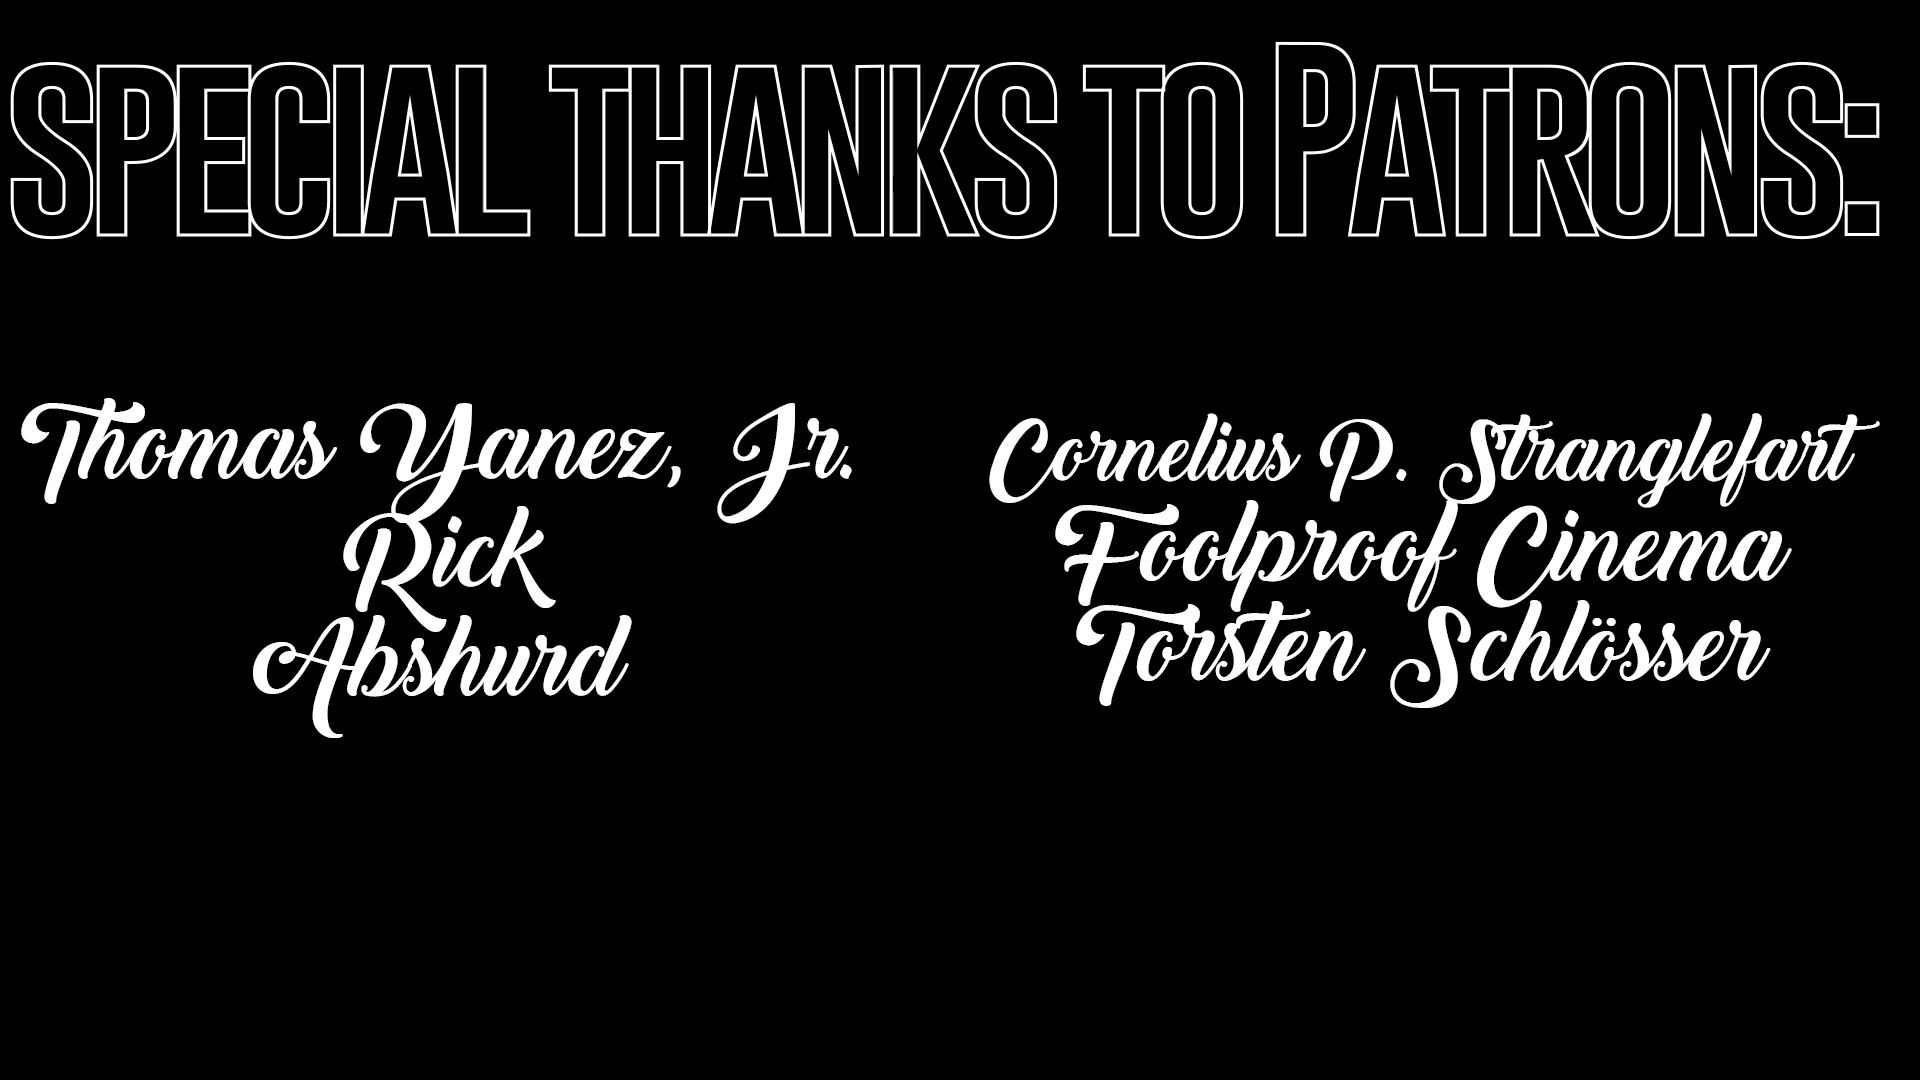 SPECIAL THANKS TO PATRONS:
Thomas Yanez, Jr.
Rick
Abshurd
Cornelius P. Stranglefart
Foolproof Cinema
Torsten Schlösser